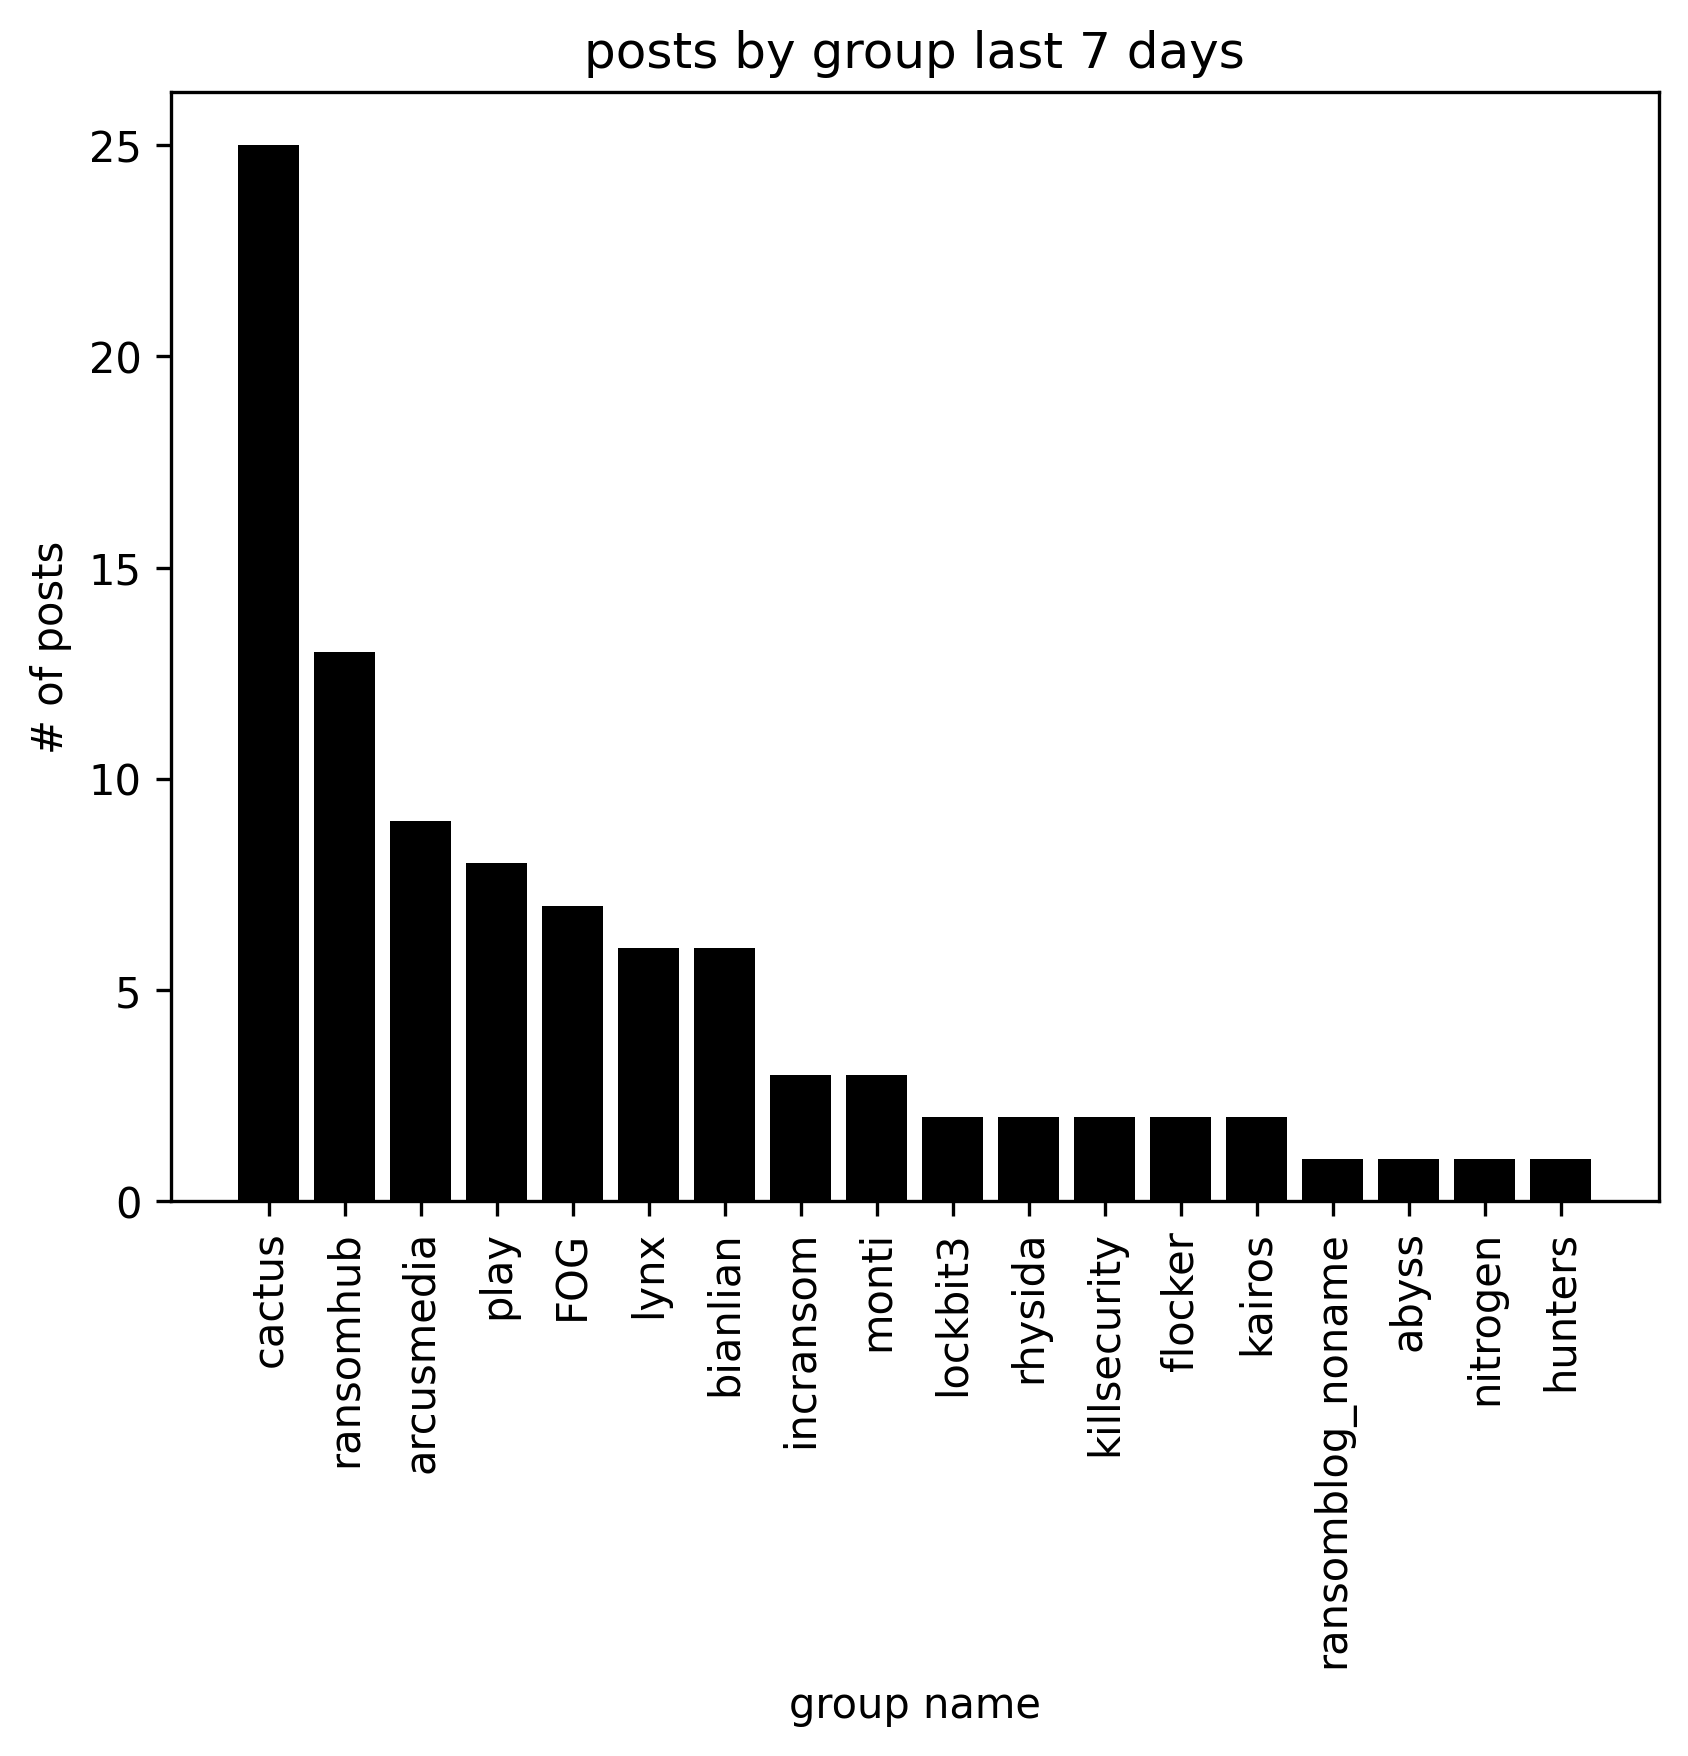 posts by group last 7 days
25
20
15
10
5
0
# of posts
cactus
ransomhub
arcusmedia
play
FOG
lynx
bianlian
incransom
monti
lockbit3
rhysida
killsecurity
flocker
kairos
ransomblog_noname
abyss
nitrogen
hunters
group name